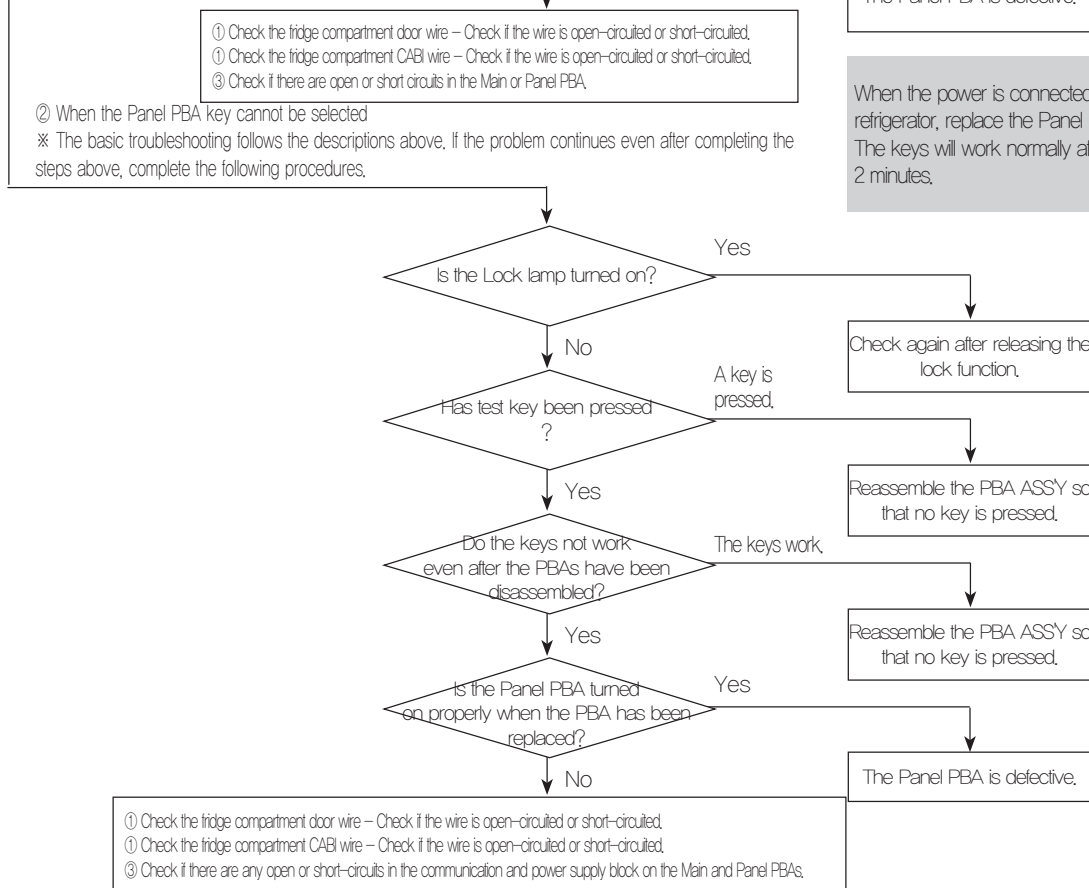 The Panel PBA is defective.
① Check the fridge compartment door wire – Check if the wire is open-circuited or short-circuited.
① Check the fridge compartment CABI wire – Check if the wire is open-circuited or short-circuited.
③ Check if there are open or short circuits in the Main or Panel PBA.
② When the Panel PBA key cannot be selected
※ The basic troubleshooting follows the descriptions above. If the problem continues even after completing the
steps above, complete the following procedures.
When the power is connected
refrigerator, replace the Panel
The keys will work normally
2 minutes.
Is the Lock lamp turned on?
Yes
Check again after releasing the
lock function.
No
Has test key been pressed
?
A key is
pressed.
Reassemble the PBA ASS'Y so
that no key is pressed.
Yes
Do the keys not work
even after the PBAs have been
disassembled?
The keys work.
Reassemble the PBA ASS'Y so
that no key is pressed.
Yes
Is the Panel PBA turned
on properly when the PBA has been
replaced?
Yes
The Panel PBA is defective.
No
① Check the fridge compartment door wire – Check if the wire is open-circuited or short-circuited.
① Check the fridge compartment CABI wire – Check if the wire is open-circuited or short-circuited.
③ Check if there are any open or short-circuits in the communication and power supply block on the Main and Panel PBAs.